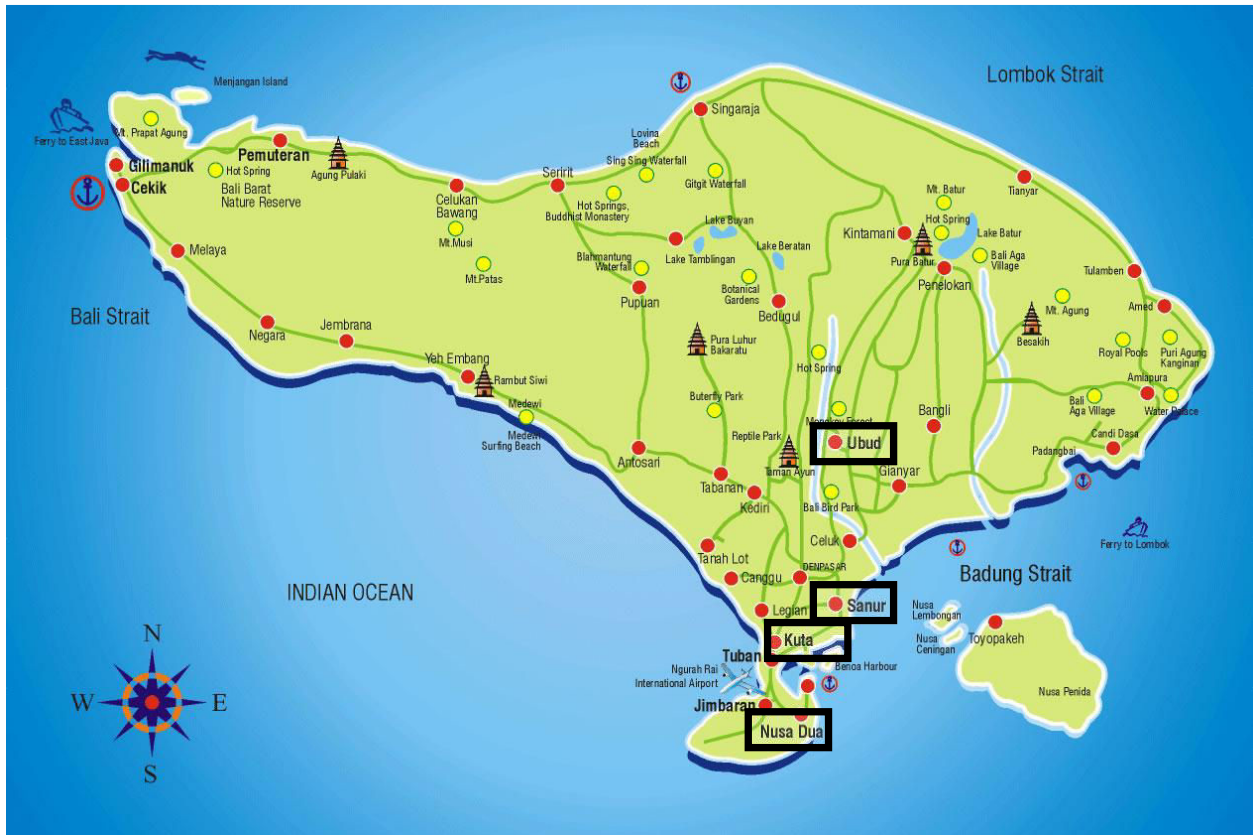 Lombok Strait
Menjangan Island
Singaraja
Ferry to East Java
Mt. Prapat Agung
Lovina
Beach
Pemuteran
Sing Sing Waterfall
Gilimanuk
Hot Spring
Agung Pulaki
Seririt
Gitgit Waterfall
Cekik
Bali Barat
Nature Reserve
Celukan
Bawang
Hot Springs,
Buddhist Monastery
Mt. Batur
Tianyar
Hot Spring
Lake Buyan
Kintamani
Lake Batur
Melaya
Mt.Musi
Lake Tamblingan
Lake Beratan
Pura Batur
Bali Aga
Village
Blahmantung
Waterfall
Mt.Patas
Botanical
Gardens
Penelokan
Tulamben
Pupuan
Bedugul
Mt. Agung
Amed
Bali Strait
Negara
Jembrana
Pura Luhur
Bakaratu
Besakih
Royal Pools
Puri Agung
Kanginan
Yeh Embang
Rambut Siwi
Hot Spring
Amlapura
Medewi
Buterfly Park
Monokey Forest
Bangli
Bali
Aga Village
Water Palace
Medewi
Surfing Beach
Reptile Park
Ubud
Candi Dasa
Antosari
Taman Ayun
Gianyar
Padangbai
Tabanan
Kediri
Bali Bird Park
Tanah Lot
Celuk
Ferry to Lombok
Canggu
DENPASAR
Badung Strait
INDIAN OCEAN
Legian
Sanur
Nusa
Lembongan
Kuta
Nusa
Ceningan
Toyopakeh
Tuban
Benoa Harbour
Ngurah Rai
International Airport
Nusa Penida
Jimbaran
Nusa Dua
N
W
E
S